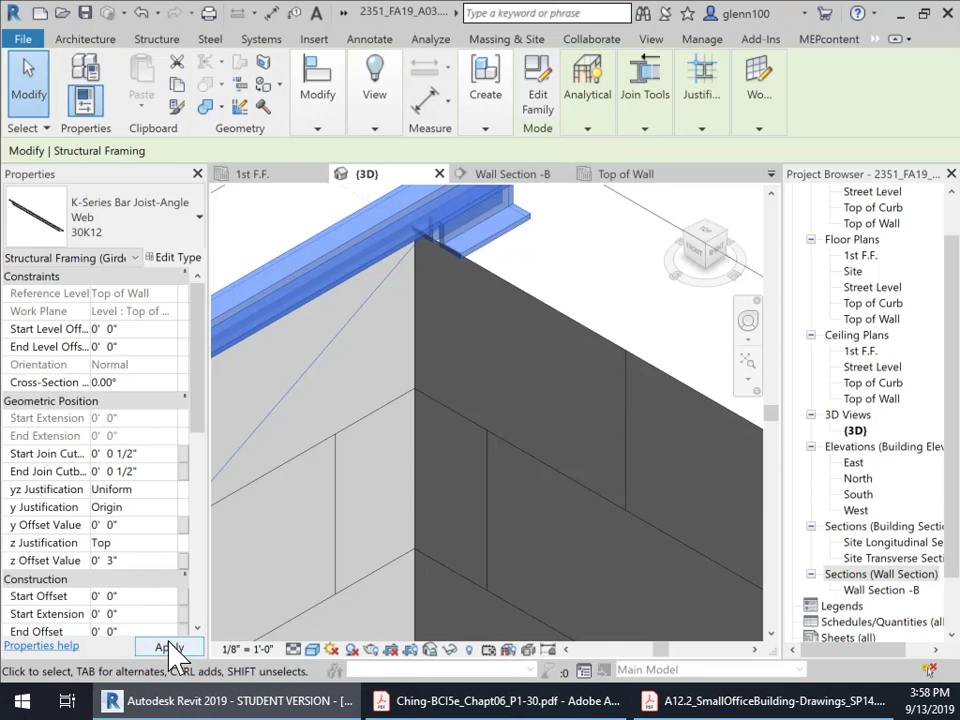 2351_FA19_A03....
Type a keyword or phrase
glenn100
File
Architecture
Structure
Steel
Systems
Insert
Annotate
Analyze
Massing & Site
Collaborate
View
Manage
Add-Ins
MEPcontent
Modify
Paste
Modify
View
Create
Edit
Family
Analytical
Join Tools
Justifi...
Wo...
Select
Properties
Clipboard
Geometry
Measure
Mode
Modify | Structural Framing
Properties
1st F.F.
{3D}
Wall Section -B
Top of Wall
Project Browser - 2351_FA19_...
K-Series Bar Joist-Angle
Web
30K12
Structural Framing (Girde
Edit Type
Constraints
Reference Level Top of Wall
Work Plane Level : Top of ...
Start Level Off... 0' 0"
End Level Offs... 0' 0"
Orientation Normal
Cross-Section ... 0.00°
Geometric Position
Start Extension 0' 0"
End Extension 0' 0"
Start Join Cut... 0' 0 1/2"
End Join Cutb... 0' 0 1/2"
yz Justification Uniform
y Justification Origin
y Offset Value 0' 0"
z Justification Top
z Offset Value 0' 3"
Construction
Start Offset 0' 0"
Start Extension 0' 0"
End Offset 0' 0"
Properties help
Apply
TOP
FRONT
Street Level
Top of Curb
Top of Wall
Floor Plans
1st F.F.
Site
Street Level
Top of Curb
Top of Wall
Ceiling Plans
1st F.F.
Street Level
Top of Curb
Top of Wall
3D Views
{3D}
Elevations (Building Elev
East
North
South
West
Sections (Building Secti
Site Longitudinal Se
Site Transverse Secti
Sections (Wall Section)
Wall Section -B
Legends
Schedules/Quantities (all
Sheets (all)
1/8" = 1'-0"
Click to select, TAB for alternates, CTRL adds, SHIFT unselects.
:0
Main Model
Autodesk Revit 2019 - STUDENT VERSION - [...
Ching-BCI5e_Chapt06_P1-30.pdf - Adobe A...
A12.2_SmallOfficeBuilding-Drawings_SP14....
3:58 PM
9/13/2019